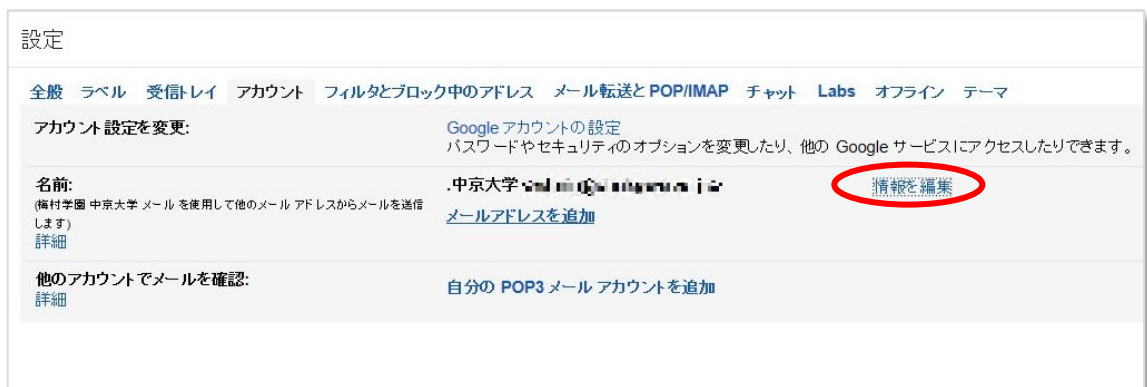 設定
全般 ラベル 受信トレイ アカウント フィルタとブロック中のアドレス メール転送と POP/IMAP チャット Labs オフライン テーマ
アカウント設定を変更:
Google アカウントの設定
パスワードやセキュリティのオプションを変更したり、他の Google サービスにアクセスしたりできます。
名前:
(梅村学園 中京大学 メール を使用して他のメール アドレスからメールを送信
します)
詳細
.中京大学
情報を編集
メールアドレスを追加
他のアカウントでメールを確認:
詳細
自分の POP3 メール アカウントを追加